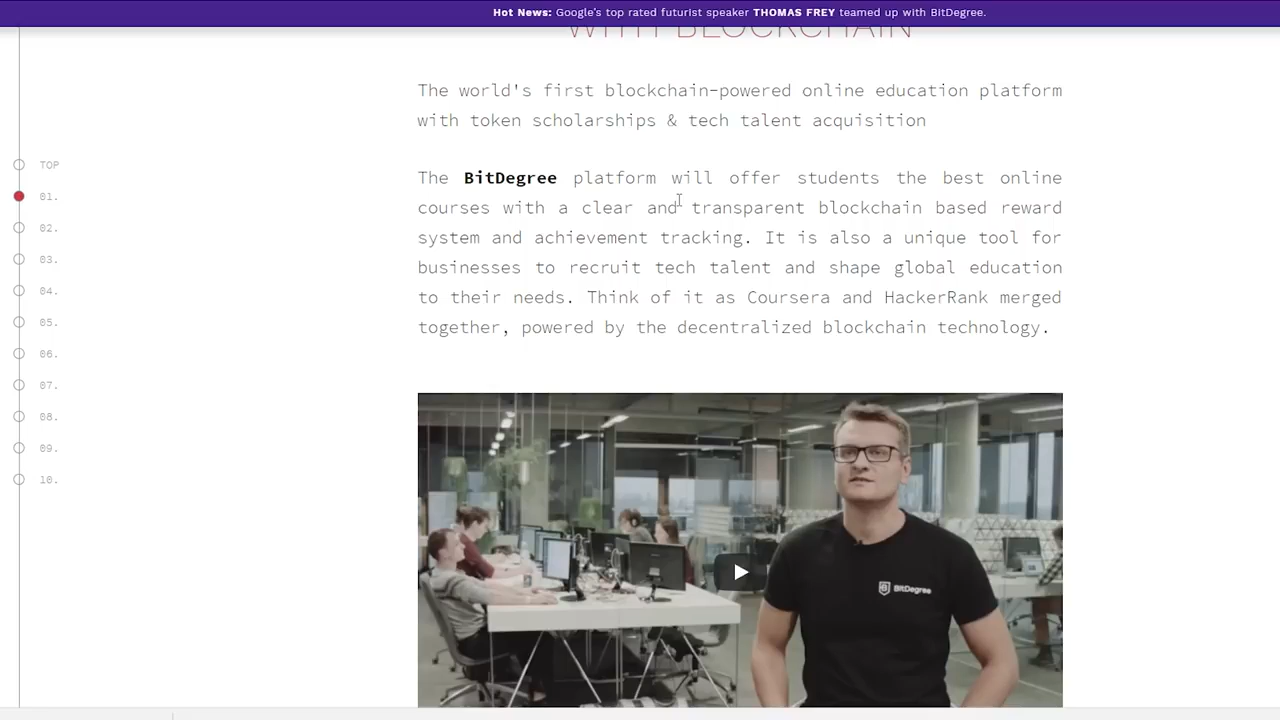 Hot News: Google's top rated futurist speaker THOMAS FREY teamed up with BitDegree.
WITH BLOCKCHAIN
The world's first blockchain-powered online education platform
with token scholarships & tech talent acquisition
The BitDegree platform will offer students the best online
courses with a clear and transparent blockchain based reward
system and achievement tracking. It is also a unique tool for
businesses to recruit tech talent and shape global education
to their needs. Think of it as Coursera and HackerRank merged
together, powered by the decentralized blockchain technology.
TOP
01.
02.
03.
04.
05.
06.
07.
08.
09.
10.
BitDegree